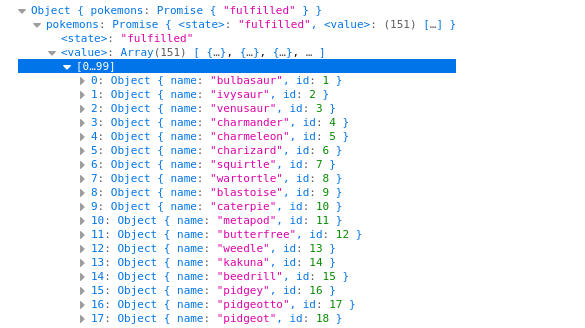 Object { pokemons: Promise { "fulfilled" } }
pokemons: Promise { <state>: "fulfilled", <value>: (151) […] }
<state>: "fulfilled"
<value>: Array(151) [ {…}, {…}, {…}, … ]
[0…99]
0: Object { name: "bulbasaur", id: 1 }
1: Object { name: "ivysaur", id: 2 }
2: Object { name: "venusaur", id: 3 }
3: Object { name: "charmander", id: 4 }
4: Object { name: "charmeleon", id: 5 }
5: Object { name: "charizard", id: 6 }
6: Object { name: "squirtle", id: 7 }
7: Object { name: "wartortle", id: 8 }
8: Object { name: "blastoise", id: 9 }
9: Object { name: "caterpie", id: 10 }
10: Object { name: "metapod", id: 11 }
11: Object { name: "butterfree", id: 12 }
12: Object { name: "weedle", id: 13 }
13: Object { name: "kakuna", id: 14 }
14: Object { name: "beedrill", id: 15 }
15: Object { name: "pidgey", id: 16 }
16: Object { name: "pidgeotto", id: 17 }
17: Object { name: "pidgeot", id: 18 }